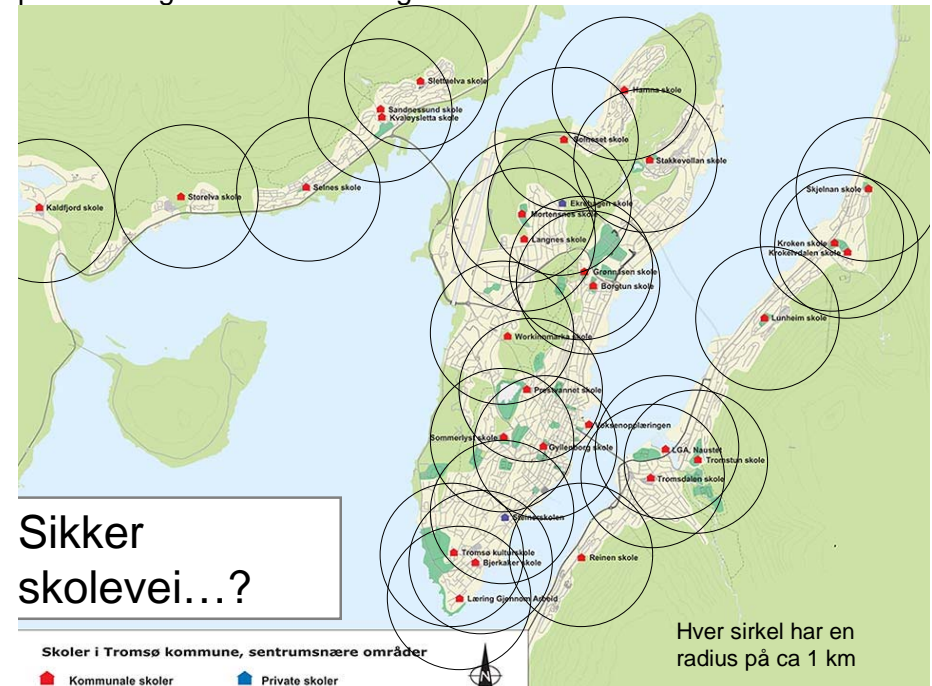 Slettaelva skole
Hamna skole
Sandnessund skole
Kvaløysletta skole
Somaset skole
Stakkevollan skole
Selnes skole
Skjelnan skole
Storelva skole
Kaldfjord skole
Ekrehagen skole
Mortensnes skole
Langnes skole
Kroken skole
Krokelvdalen skole
Grønnåsen skole
Borgtun skole
Lunheim skole
Workinnmarka skole
Prestvannet skole
Voksenopplæringen
Sommerlyst skole
Gyllenborg skole
LGA, Naustet
Tromstun skole
Tromsdalen skole
Steinerskolen
Sikker
skolevei...?
Tromsø kulturskole
Bjerkaker skole
Reinen skole
Læring Gjennom Arbeid
Hver sirkel har en
radius på ca 1 km
Skoler i Tromsø kommune, sentrumsnære områder
Kommunale skoler
Private skoler
N